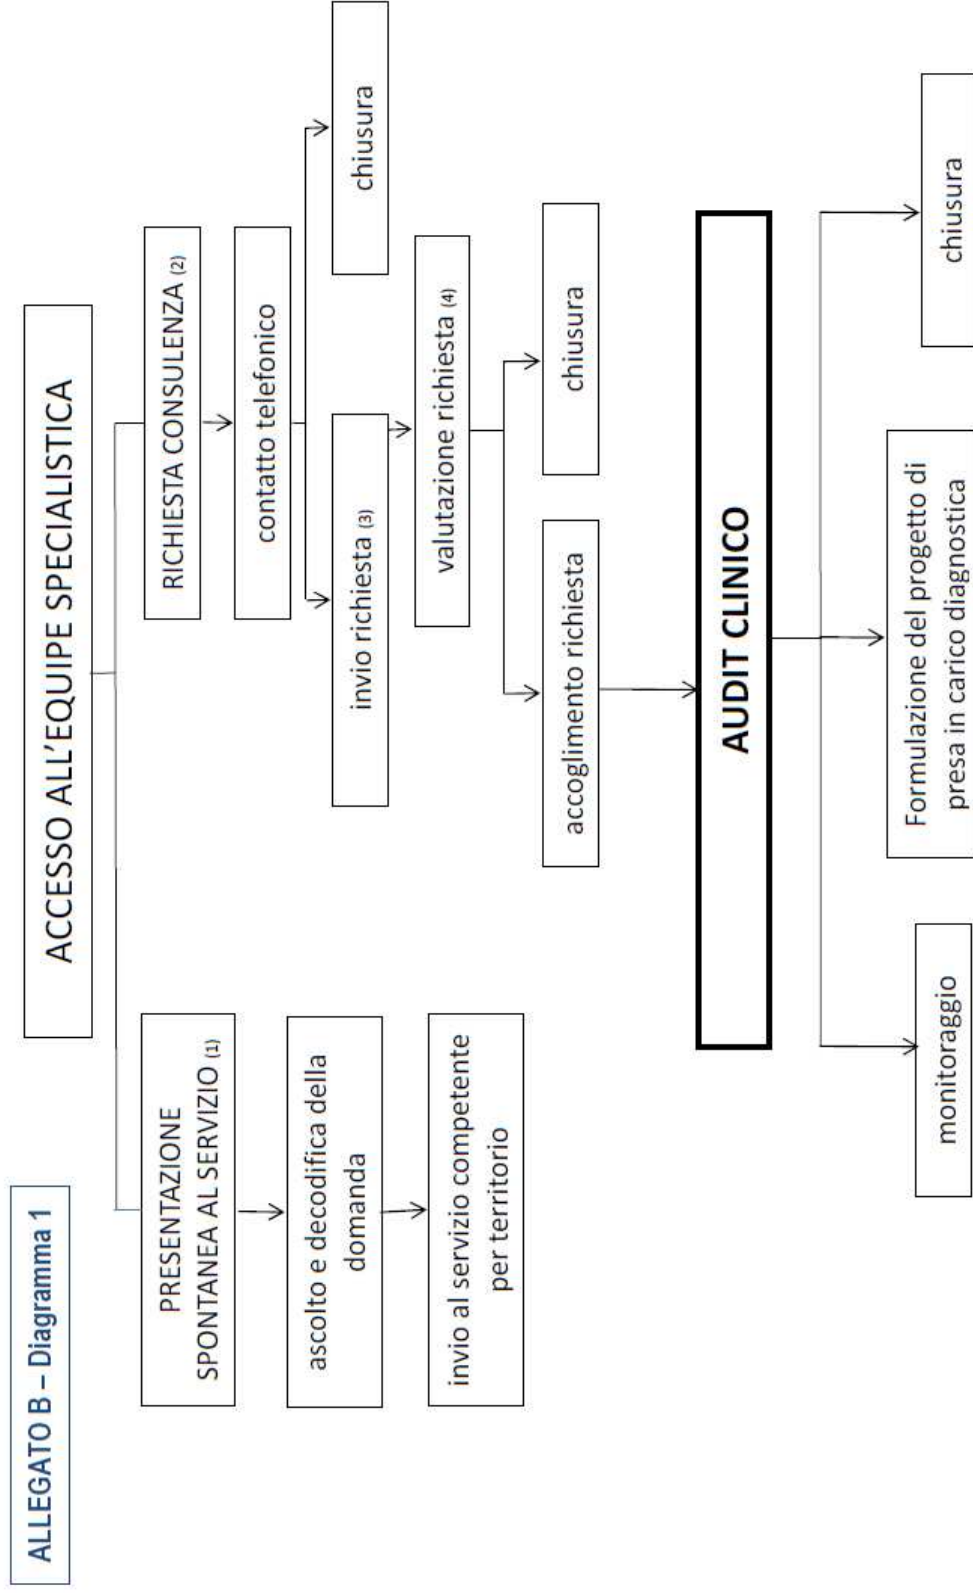 ALLEGATO B – Diagramma 1
ACCESSO ALL'EQUIPE SPECIALISTICA
PRESENTAZIONE
SPONTANEA AL SERVIZIO (1)
ascolto e decodifica della
domanda
invio al servizio competente
per territorio
RICHIESTA CONSULENZA (2)
contatto telefonico
invio richiesta (3)
chiusura
valutazione richiesta (4)
accoglimento richiesta
chiusura
AUDIT CLINICO
monitoraggio
Formulazione del progetto di
presa in carico diagnostica
chiusura